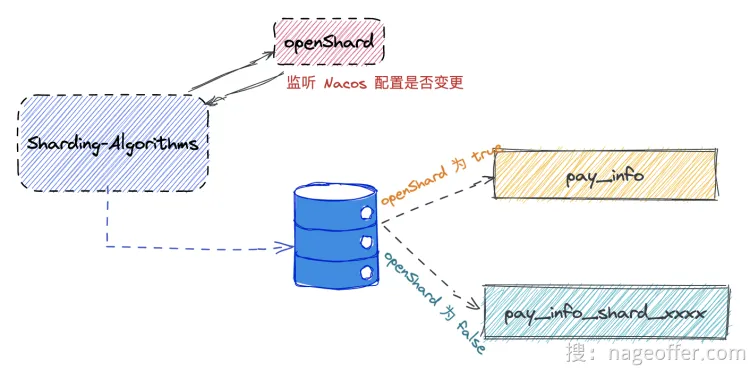 openShard
监听 Nacos 配置是否变更
Sharding-Algorithms
openShard 为 true
pay_info
openShard 为 false
pay_info_shard_xxxx
搜：nageoffer.com